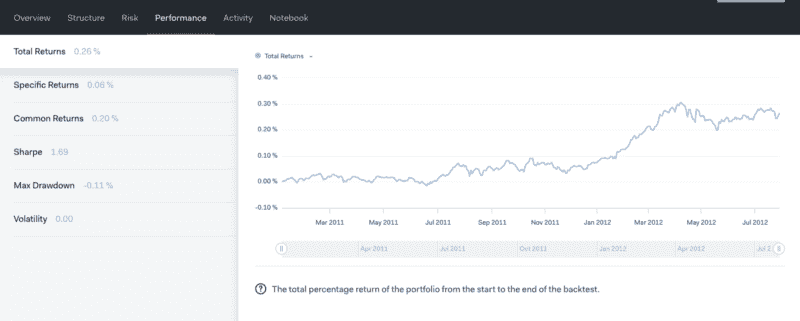 Overview Structure Risk Performance Activity Notebook
Total Returns 0.26 %
Specific Returns 0.06 %
Common Returns 0.20 %
Sharpe 1.69
Max Drawdown -0.11 %
Volatility 0.00
Total Returns
0.40 %
0.30 %
0.20 %
0.10 %
0.00 %
-0.10 %
Mar 2011 May 2011 Jul 2011 Sep 2011 Nov 2011 Jan 2012 Mar 2012 May 2012 Jul 2012
Apr 2011 Jul 2011 Oct 2011 Jan 2012 Apr 2012 Jul 2
The total percentage return of the portfolio from the start to the end of the backtest.